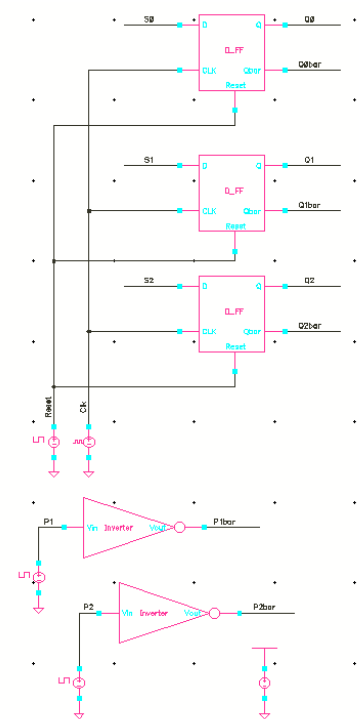 S0 Q0
D Q
D_FF
CLK Qbar Q0bar
Reset
S1 Q1
D Q
D_FF
CLK Qbar Q1bar
Reset
S2 Q2
D Q
D_FF
CLK Qbar Q2bar
Reset
Reset Clk
P1 Vin Inverter Vout P1bar
P2 Vin Inverter Vout P2bar